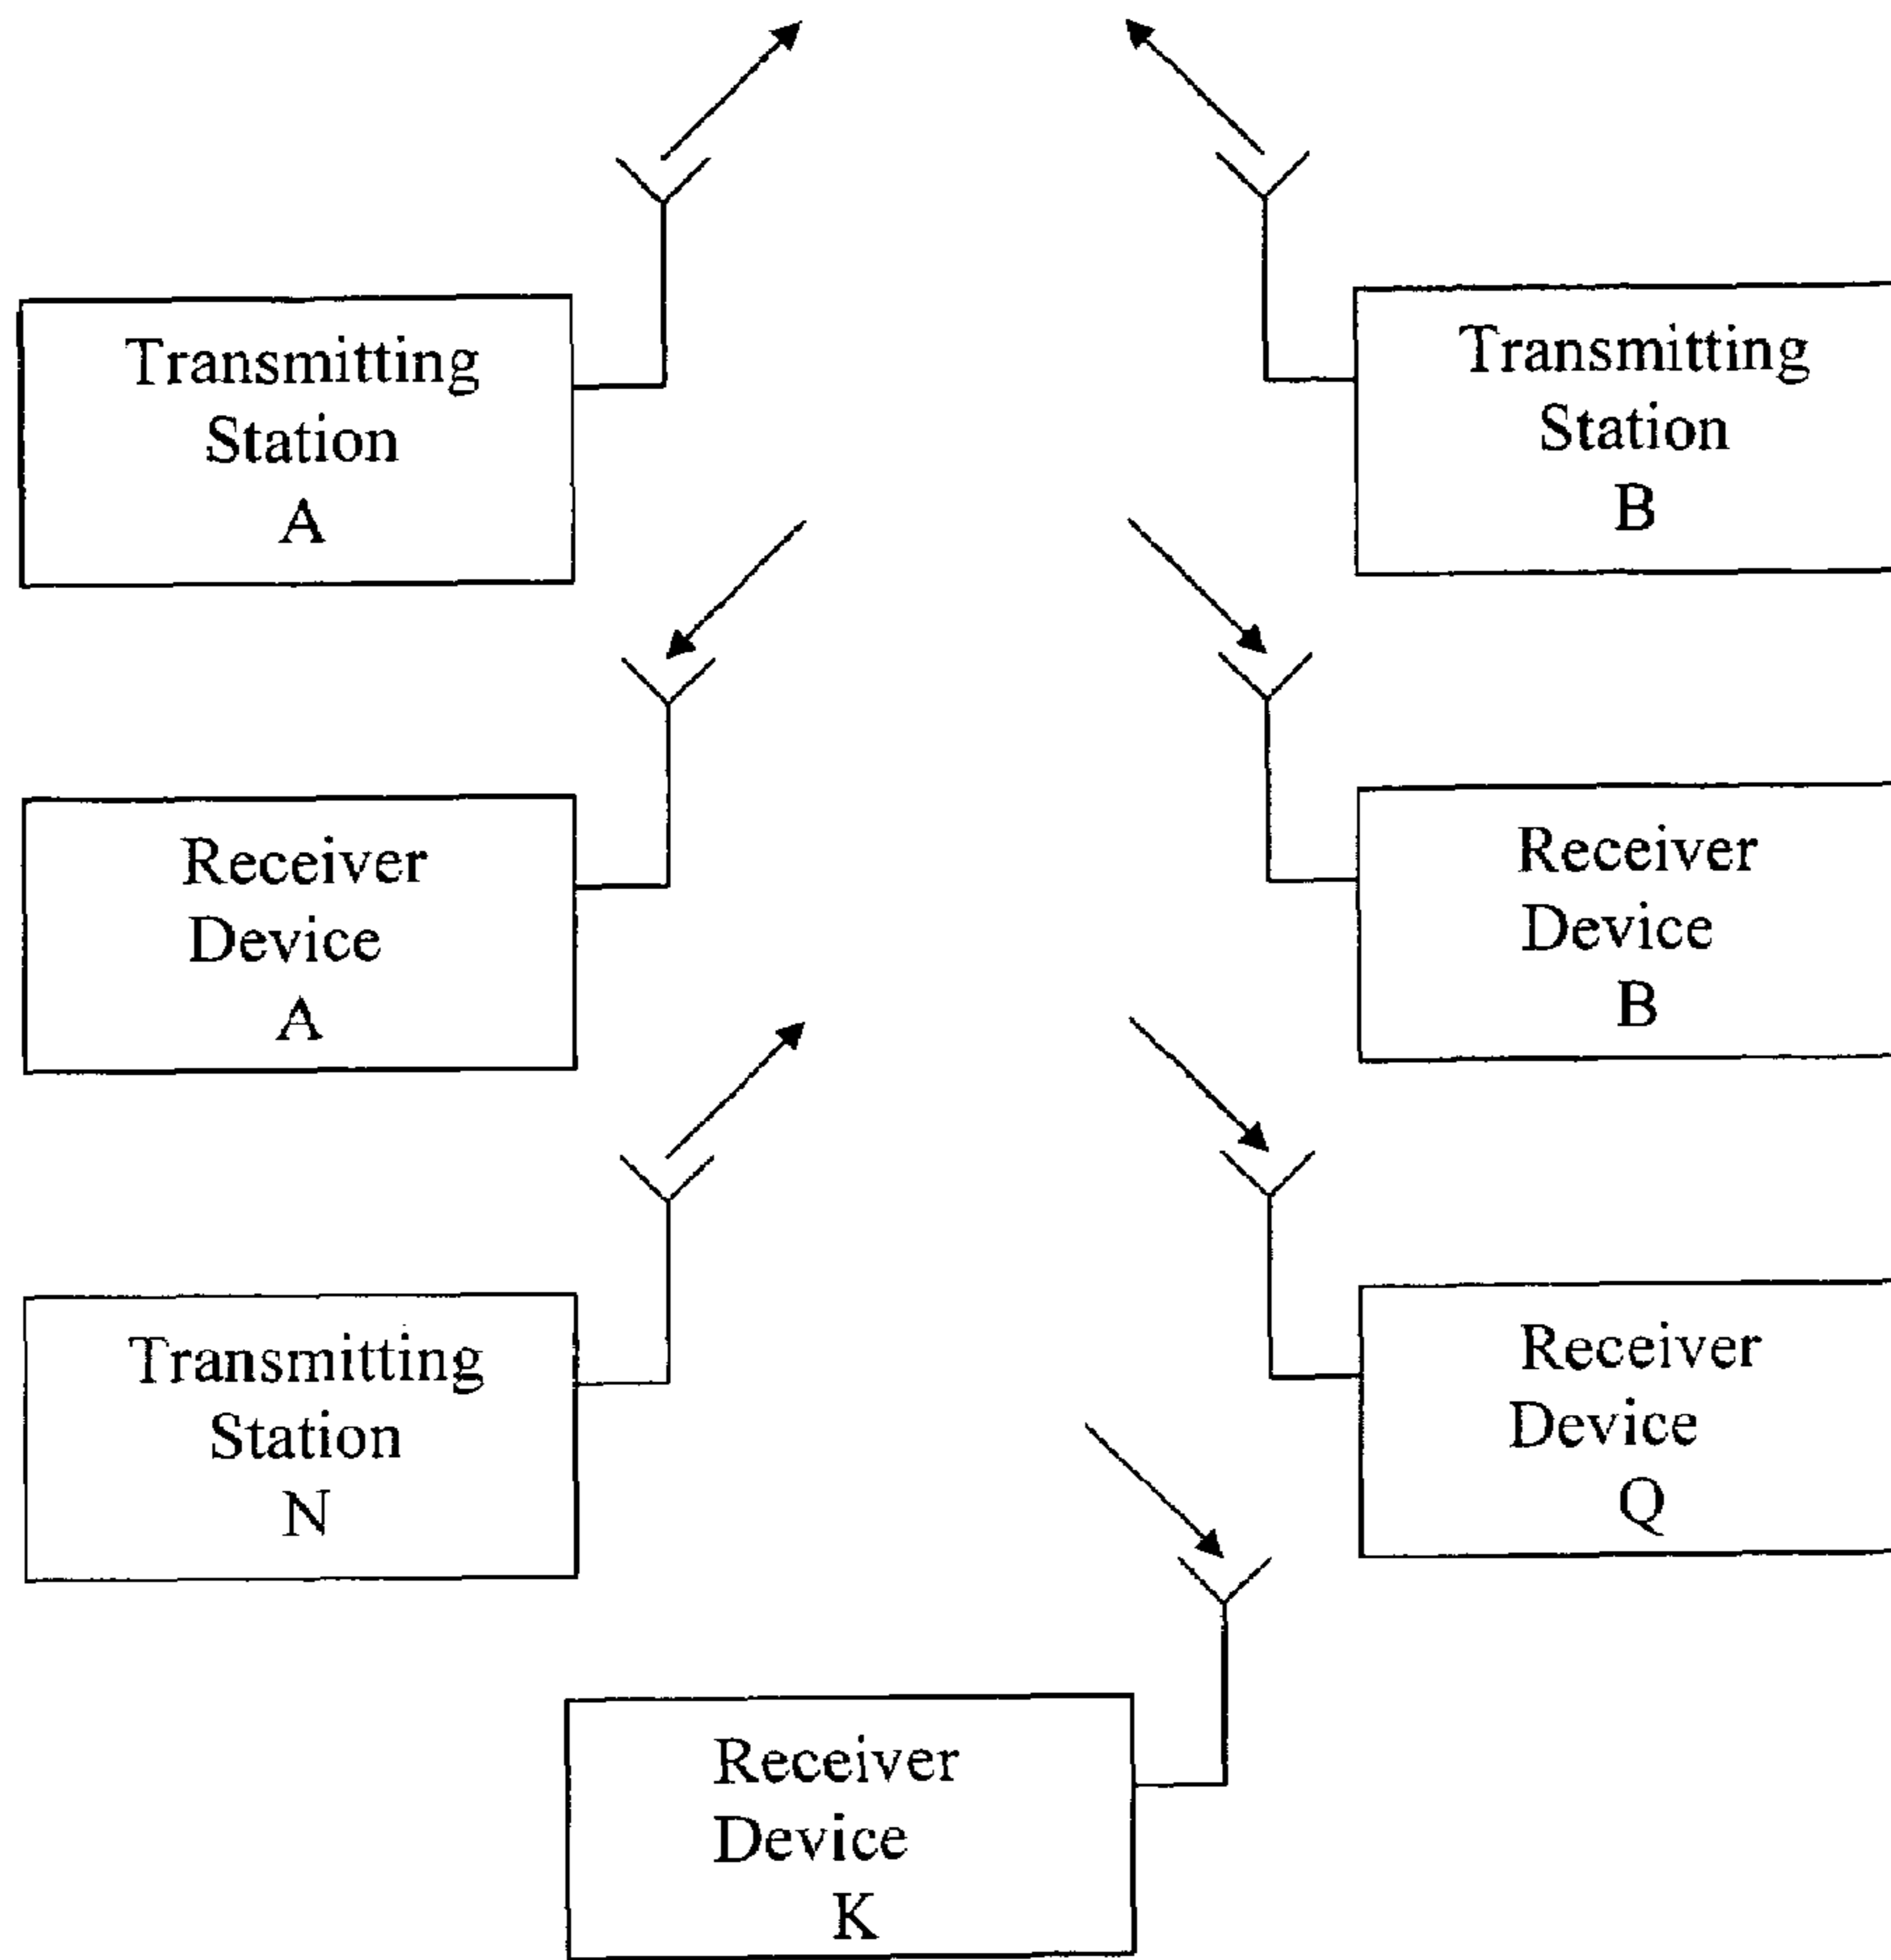 Transmitting
Station
A
Transmitting
Station
B
Receiver
Device
A
Receiver
Device
B
Transmitting
Station
N
Receiver
Device
Q
Receiver
Device
K